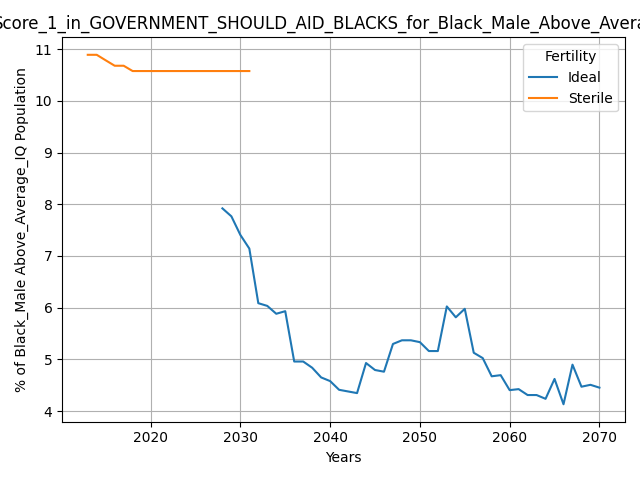 Score_1_in_GOVERNMENT_SHOULD_AID_BLACKS_for_Black_Male_Above_Avera
Fertility
Ideal
Sterile
% of Black_Male Above_Average_IQ Population
11
10
9
8
7
6
5
4
2020
2030
2040
2050
2060
2070
Years